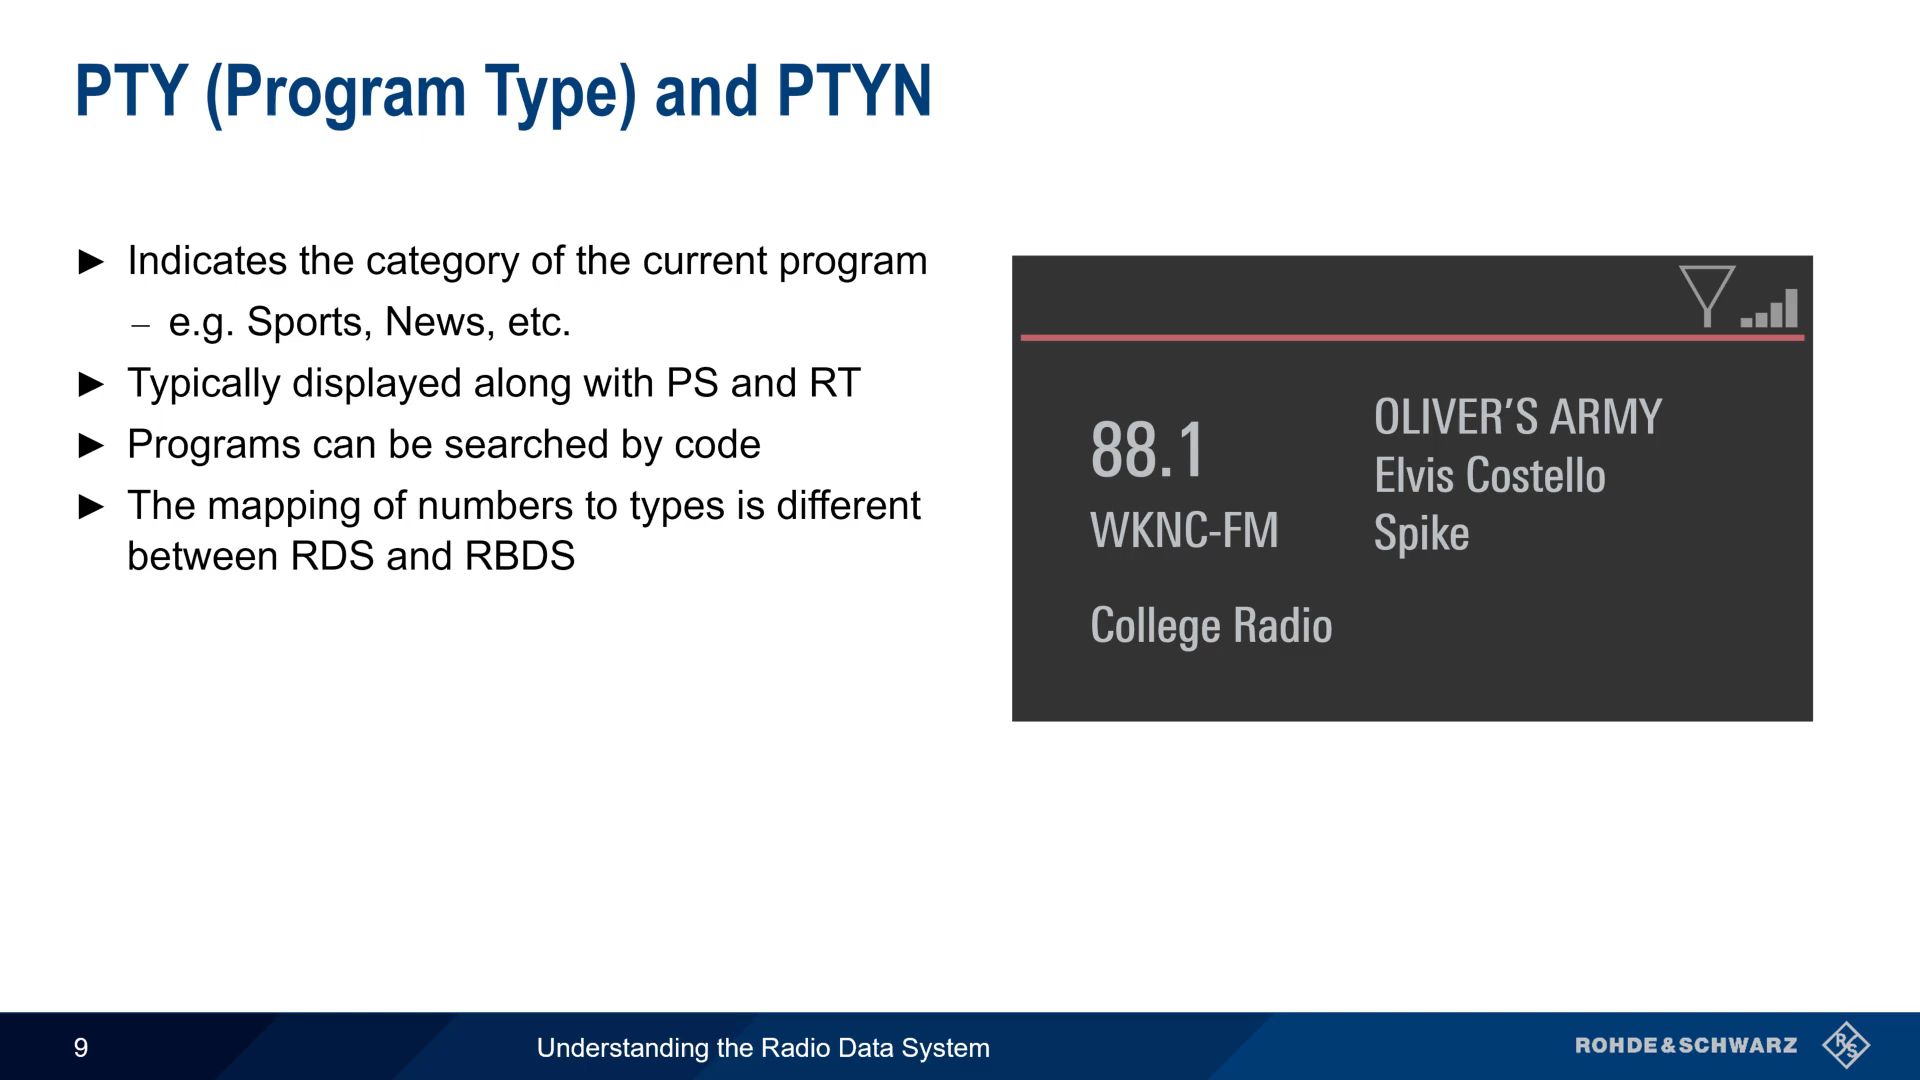 PTY (Program Type) and PTYN
► Indicates the category of the current program
– e.g. Sports, News, etc.
► Typically displayed along with PS and RT
► Programs can be searched by code
► The mapping of numbers to types is different
between RDS and RBDS
88.1
WKNC-FM
College Radio
OLIVER’S ARMY
Elvis Costello
Spike
9
Understanding the Radio Data System
ROHDE&SCHWARZ
R&S